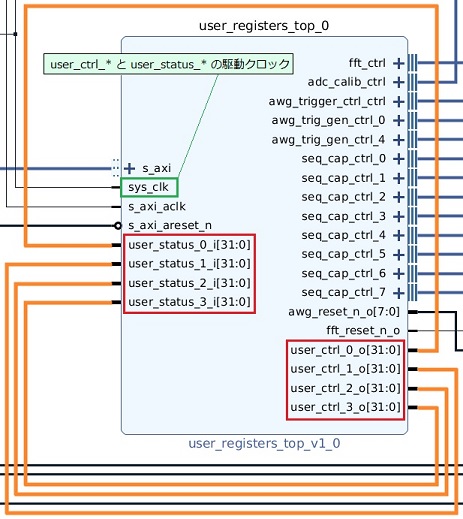 user_registers_top_0
user_ctrl_* と user_status_* の駆動クロック
fft_ctrl
adc_calib_ctrl
awg_trigger_ctrl_ctrl
awg_trig_gen_ctrl_0
awg_trig_gen_ctrl_4
seq_cap_ctrl_0
s_axi
seq_cap_ctrl_1
sys_clk
seq_cap_ctrl_2
s_axi_aclk
seq_cap_ctrl_3
s_axi_areset_n
seq_cap_ctrl_4
user_status_0_i[31:0]
seq_cap_ctrl_5
user_status_1_i[31:0]
seq_cap_ctrl_6
user_status_2_i[31:0]
seq_cap_ctrl_7
user_status_3_i[31:0]
awg_reset_n_o[7:0]
fft_reset_n_o
user_ctrl_0_o[31:0]
user_ctrl_1_o[31:0]
user_ctrl_2_o[31:0]
user_ctrl_3_o[31:0]
user_registers_top_v1_0